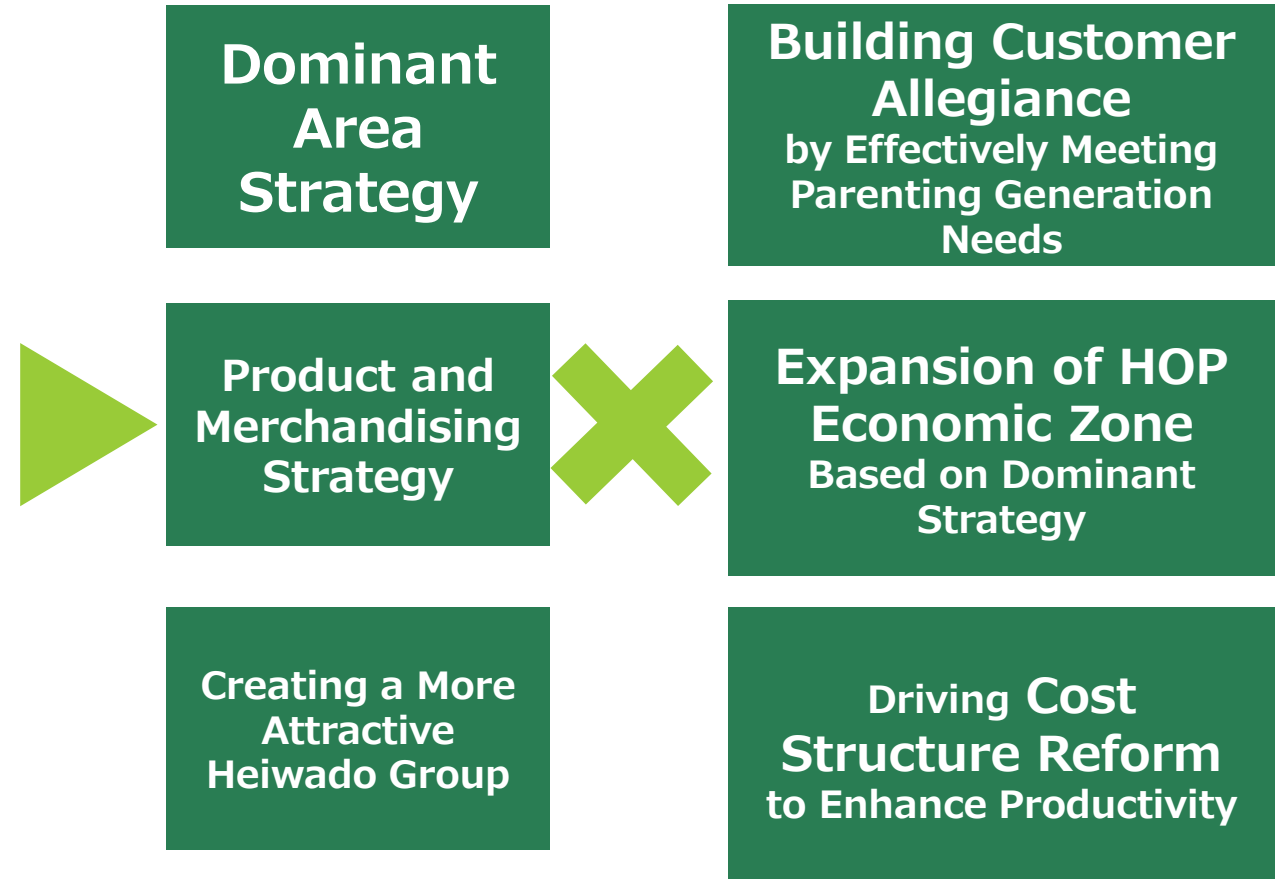 Dominant
Area
Strategy
Building Customer
Allegiance
by Effectively Meeting
Parenting Generation
Needs
Product and
Merchandising
Strategy
Expansion of HOP
Economic Zone
Based on Dominant
Strategy
Creating a More
Attractive
Heiwado Group
Driving Cost
Structure Reform
to Enhance Productivity